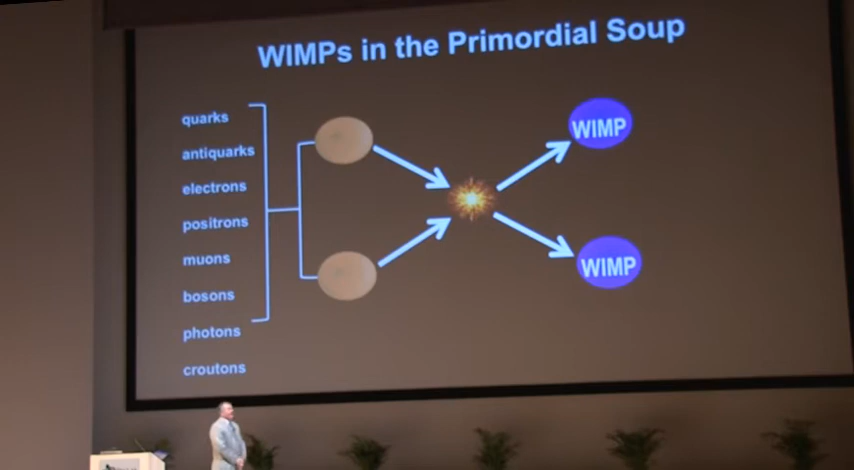 WIMPs in the Primordial Soup
quarks
antiquarks
electrons
positrons
muons
bosons
photons
croutons
WIMP
WIMP